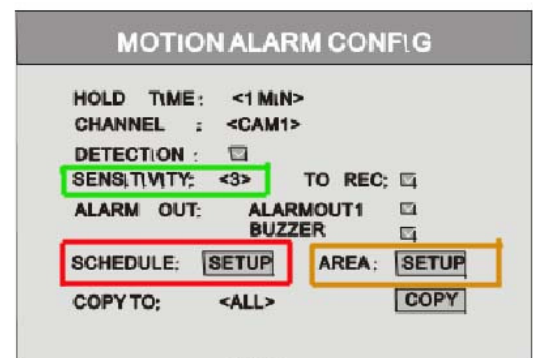 MOTION ALARM CONFIG
HOLD TIME: <1 MIN>
CHANNEL : <CAM1>
DETECTION :
SENSITIVITY: <3> TO REC:
ALARM OUT: ALARMOUT1
BUZZER
SCHEDULE: SETUP AREA: SETUP
COPY TO: <ALL> COPY